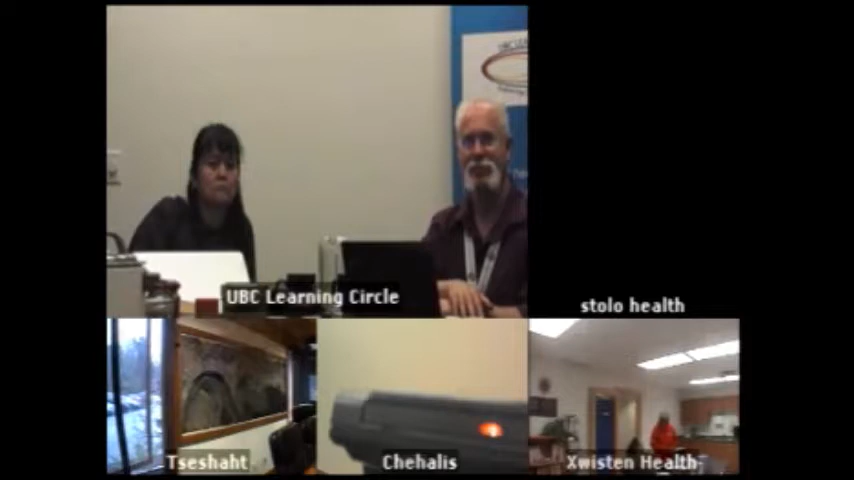 UBC Learning Circle
stolo health
Tseshaht
Chehalis
Xwisten Health